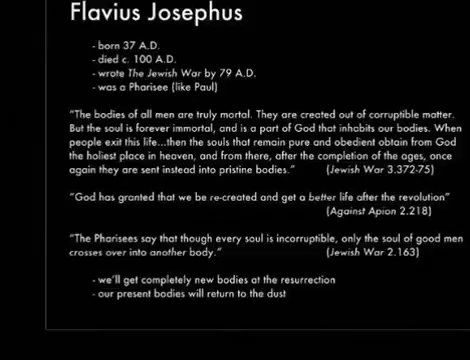 Flavius Josephus
- born 37 A.D.
- died c. 100 A.D.
- wrote The Jewish War by 79 A.D.
- was a Pharisee (like Paul)
"The bodies of all men are truly mortal. They are created out of corruptible matter.
But the soul is forever immortal, and is a part of God that inhabits our bodies. When
people exit this life...then the souls that remain pure and obedient obtain from God
the holiest place in heaven, and from there, after the completion of the ages, once
again they are sent instead into pristine bodies." (Jewish War 3.372-75)
"God has granted that we be re-created and get a better life after the revolution"
(Against Apion 2.218)
"The Pharisees say that though every soul is incorruptible, only the soul of good men
crosses over into another body." (Jewish War 2.163)
- we'll get completely new bodies at the resurrection
- our present bodies will return to the dust